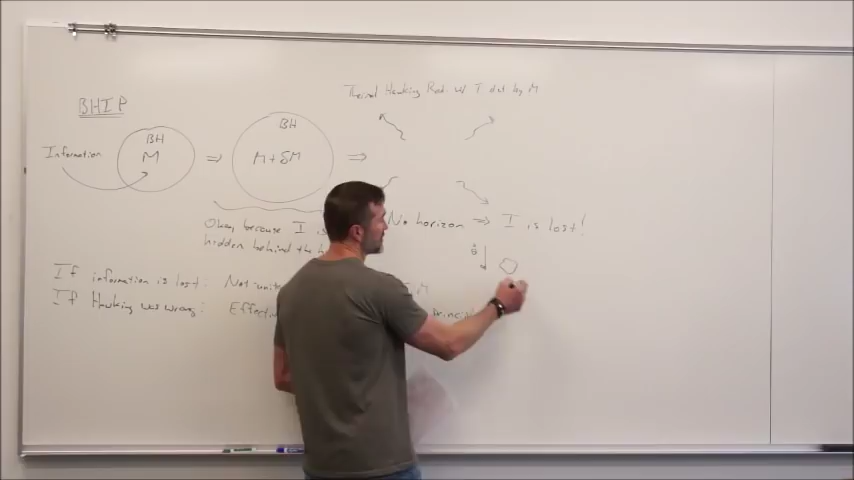 Thermal Hawking Rad. w/ T det by M
BHIP
Information
BH
M
⇒
BH
M+δM
⇒
Okay because I is
hidden behind the h
No horizon ⇒ I is lost!
g
If information is lost: Not unit
If Hawking was wrong: Effecti